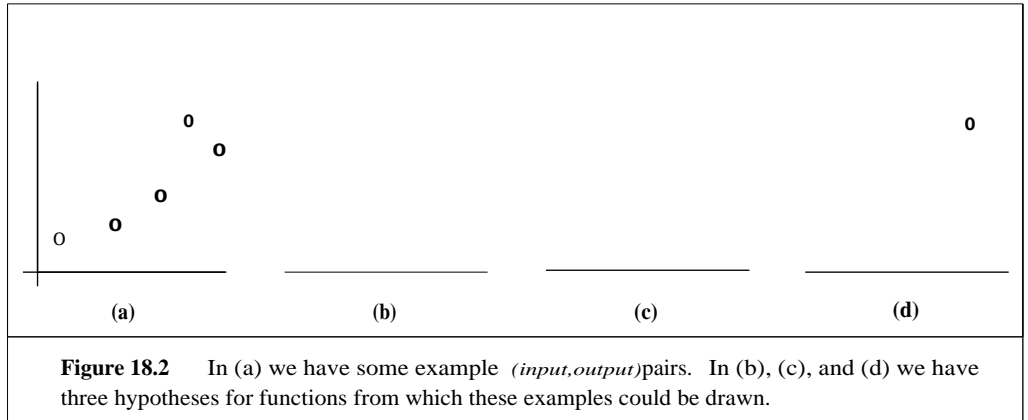 o
o
o
o
o
o
(a) (b) (c) (d)
Figure 18.2 In (a) we have some example (input,output)pairs. In (b), (c), and (d) we have
three hypotheses for functions from which these examples could be drawn.